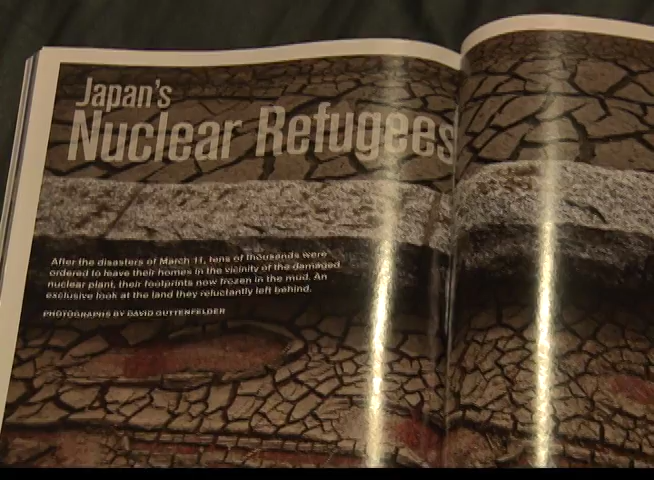 Japan's
Nuclear Refugees
After the disasters of March 11, tens of thousands were
ordered to leave their homes in the vicinity of the damaged
nuclear plant, their footprints now frozen in the mud. An
exclusive look at the land they reluctantly left behind.
PHOTOGRAPHS BY DAVID GUTTENFELDER